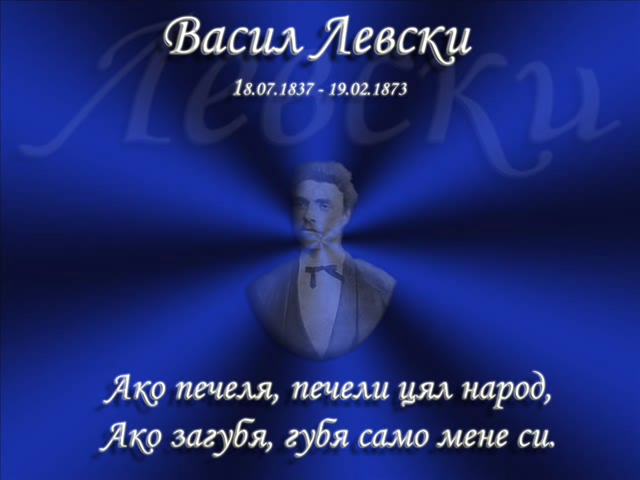 Васил Левски
18.07.1837 - 19.02.1873
Левски
Ако печеля, печели цял народ,
Ако загубя, губя само мене си.